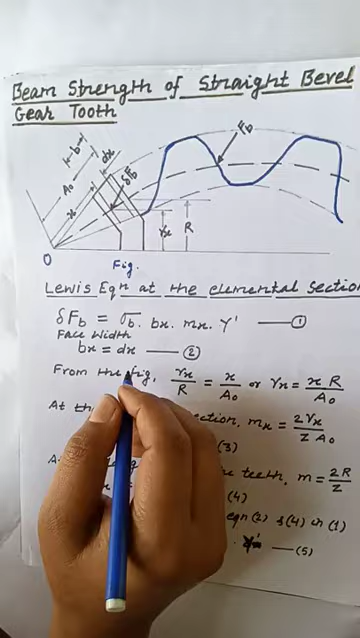 Beam Strength of Straight Bevel
Gear Tooth
b
dx
A₀
x
δF_b
F_b
r_x
R
O
Fig.
Lewis Eqn at the elemental Section
δF_b = σ_b. bx. mx. Y' — ①
Face Width
bx = dx — ②
From the fig, r_x/R = x/A₀ or r_x = xR/A₀
At the section, m_x = 2r_x/Z A₀
(3)
teeth, m = 2R/Z
(4)
eqn (2) & (4) in (1)
— (5)